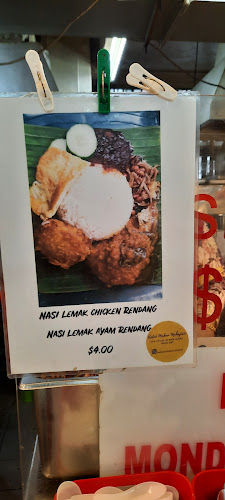 NASI LEMAK CHICKEN RENDANG
NASI LEMAK AYAM RENDANG
$4.00
S
$
MOND